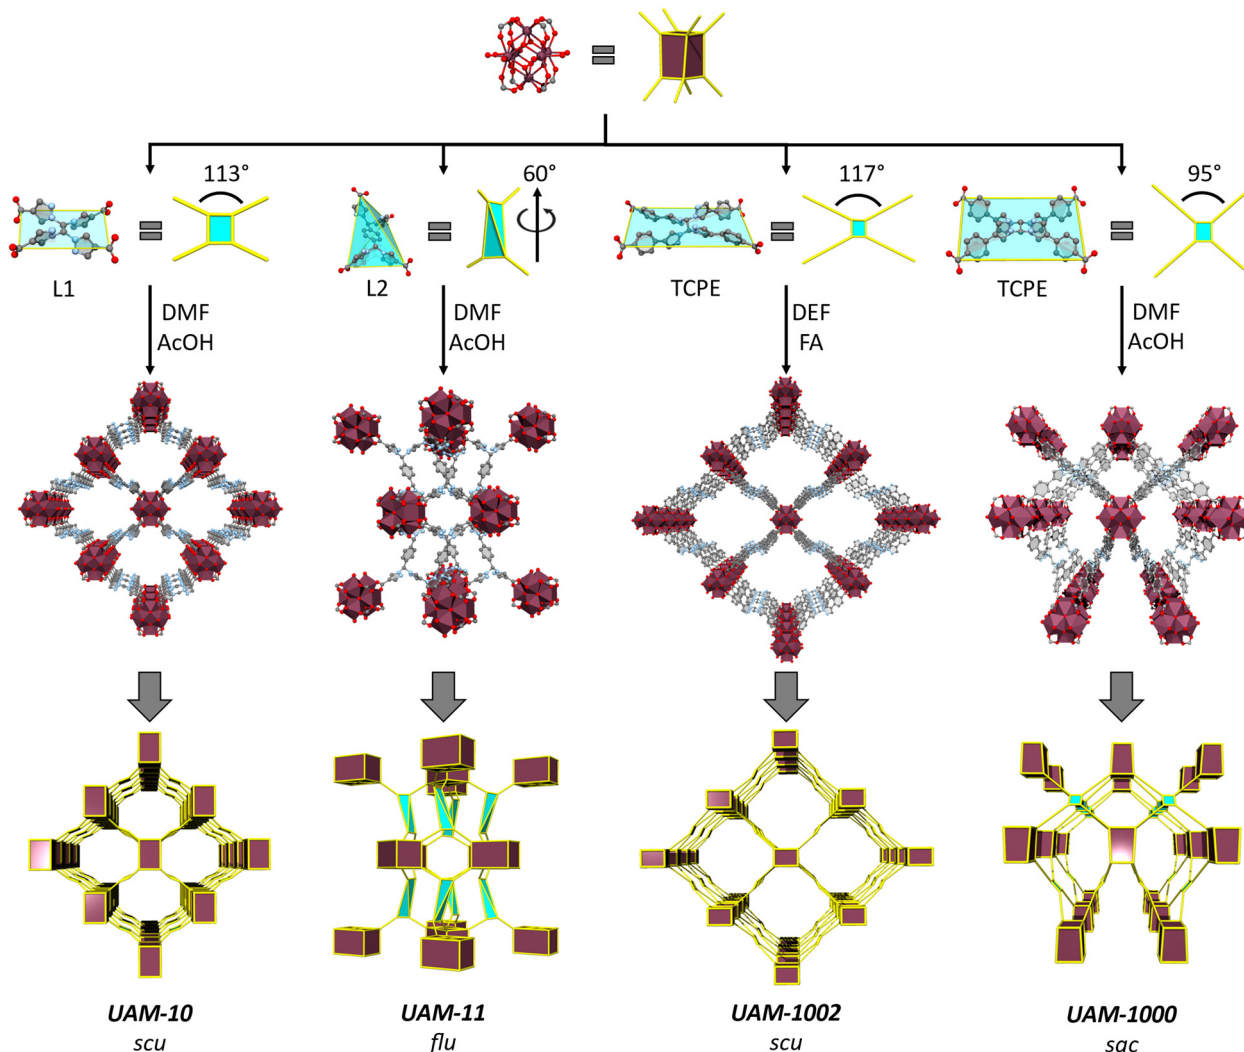 113°
60°
117°
95°
L1
L2
TCPE
TCPE
DMF
AcOH
DMF
AcOH
DEF
FA
DMF
AcOH
UAM-10
scu
UAM-11
flu
UAM-1002
scu
UAM-1000
sqc